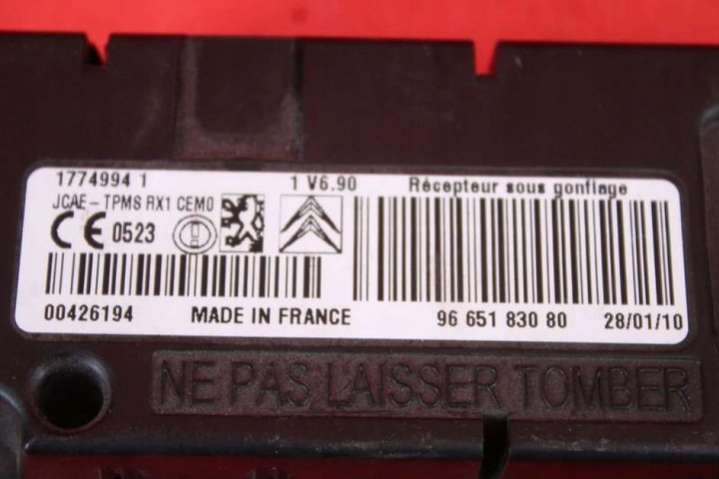 1774994 1 1 V6.90 Récepteur sous gonflage
JCAE - TPMS RX1 CEM0
CE 0523
00426194 MADE IN FRANCE 96 651 830 80 28/01/10
NE PAS LAISSER TOMBER